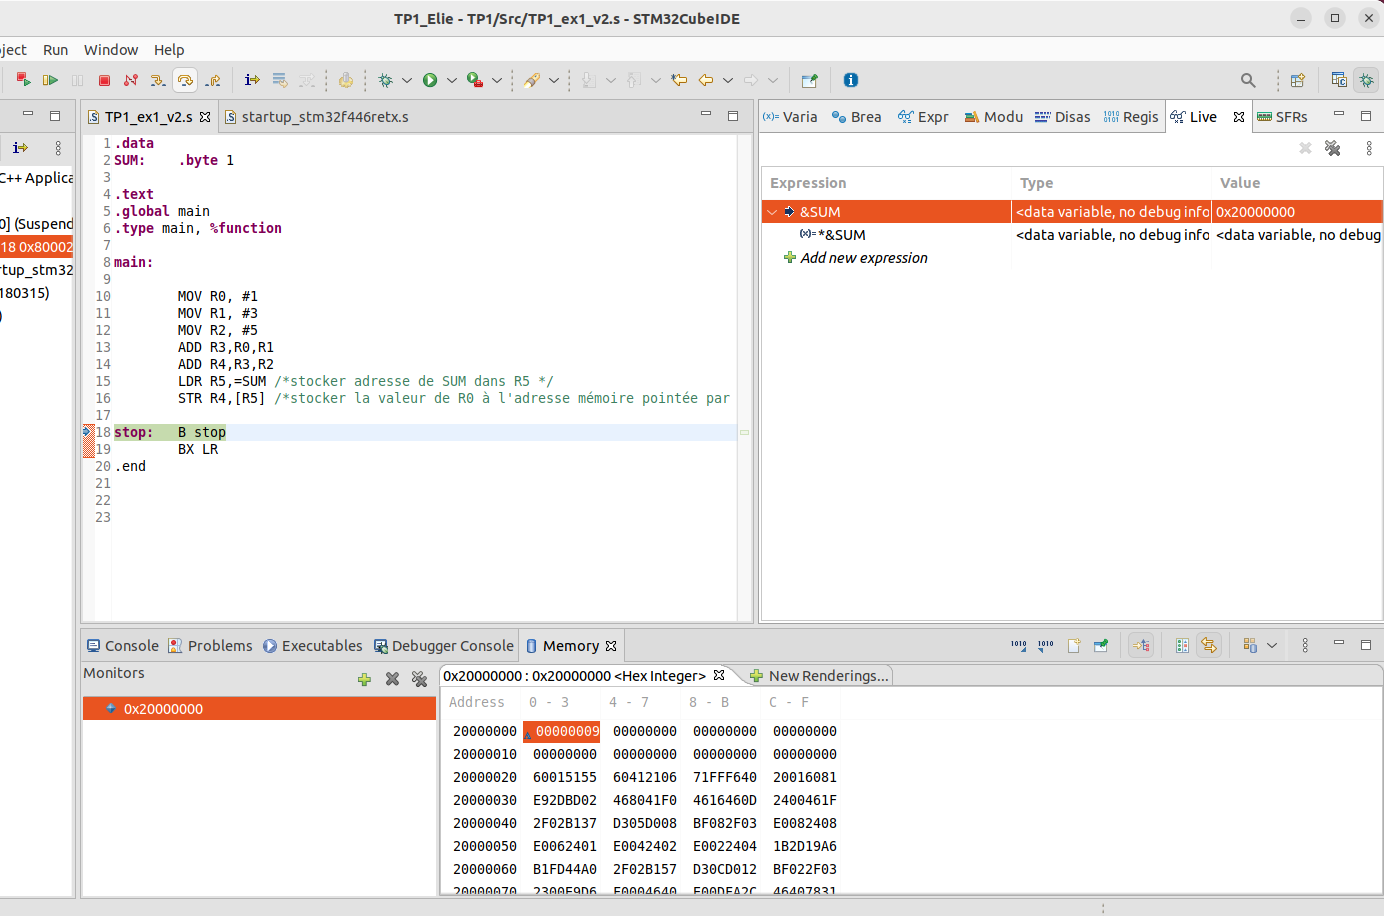 TP1_Elie - TP1/Src/TP1_ex1_v2.s - STM32CubeIDE
ject Run Window Help
TP1_ex1_v2.s startup_stm32f446retx.s
C++ Applica
0] (Suspend
18 0x80002
rtup_stm32
180315)
)
1 .data
2 SUM: .byte 1
3
4 .text
5 .global main
6 .type main, %function
7
8 main:
9
10 MOV R0, #1
11 MOV R1, #3
12 MOV R2, #5
13 ADD R3,R0,R1
14 ADD R4,R3,R2
15 LDR R5,=SUM /*stocker adresse de SUM dans R5 */
16 STR R4,[R5] /*stocker la valeur de R0 à l'adresse mémoire pointée par
17
18 stop: B stop
19 BX LR
20 .end
21
22
23
(x)= Varia Brea Expr Modu Disas 1010 0101 Regis Live SFRs
Expression Type Value
&SUM <data variable, no debug info 0x20000000
(x)= *&SUM <data variable, no debug info <data variable, no debug
Add new expression
Console Problems Executables Debugger Console Memory
Monitors
0x20000000
0x20000000 : 0x20000000 <Hex Integer> New Renderings...
Address 0 - 3 4 - 7 8 - B C - F
20000000 00000009 00000000 00000000 00000000
20000010 00000000 00000000 00000000 00000000
20000020 60015155 60412106 71FFF640 20016081
20000030 E92DBD02 468041F0 4616460D 2400461F
20000040 2F02B137 D305D008 BF082F03 E0082408
20000050 E0062401 E0042402 E0022404 1B2D19A6
20000060 B1FD44A0 2F02B157 D30CD012 BF022F03
20000070 2300E9D6 F0004640 E00DFA2C 46407831